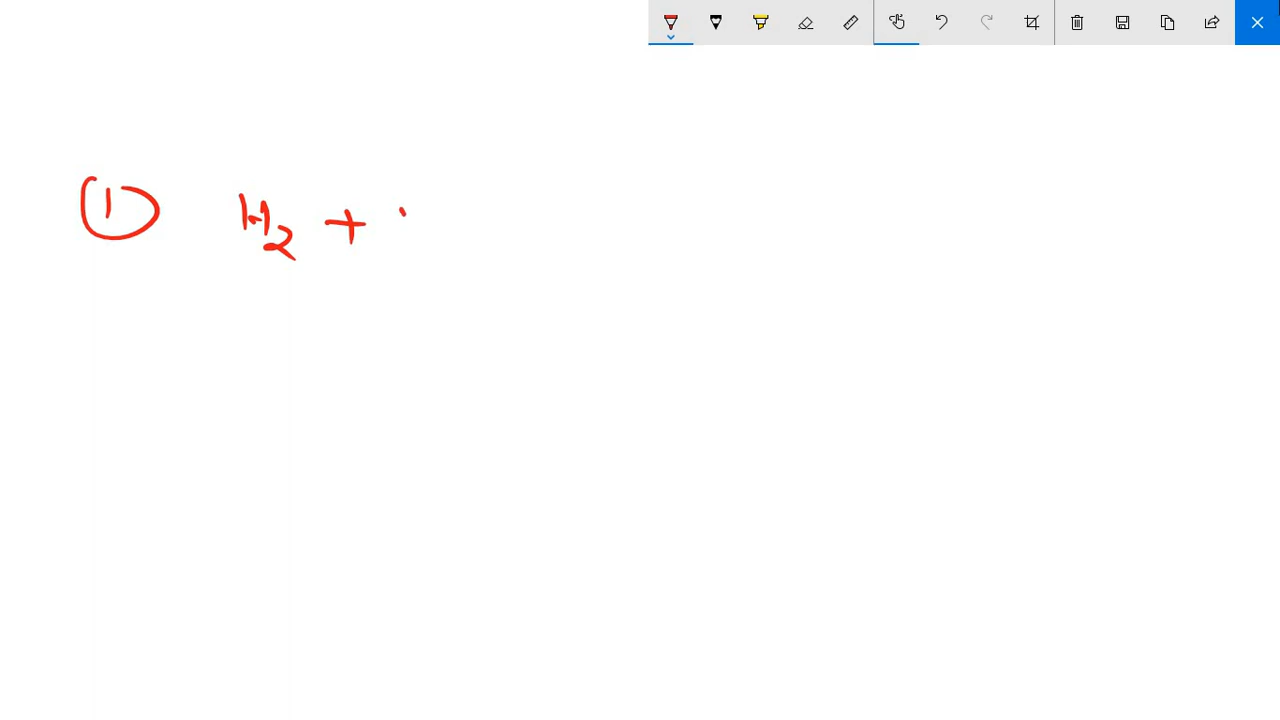 ① H₂ +